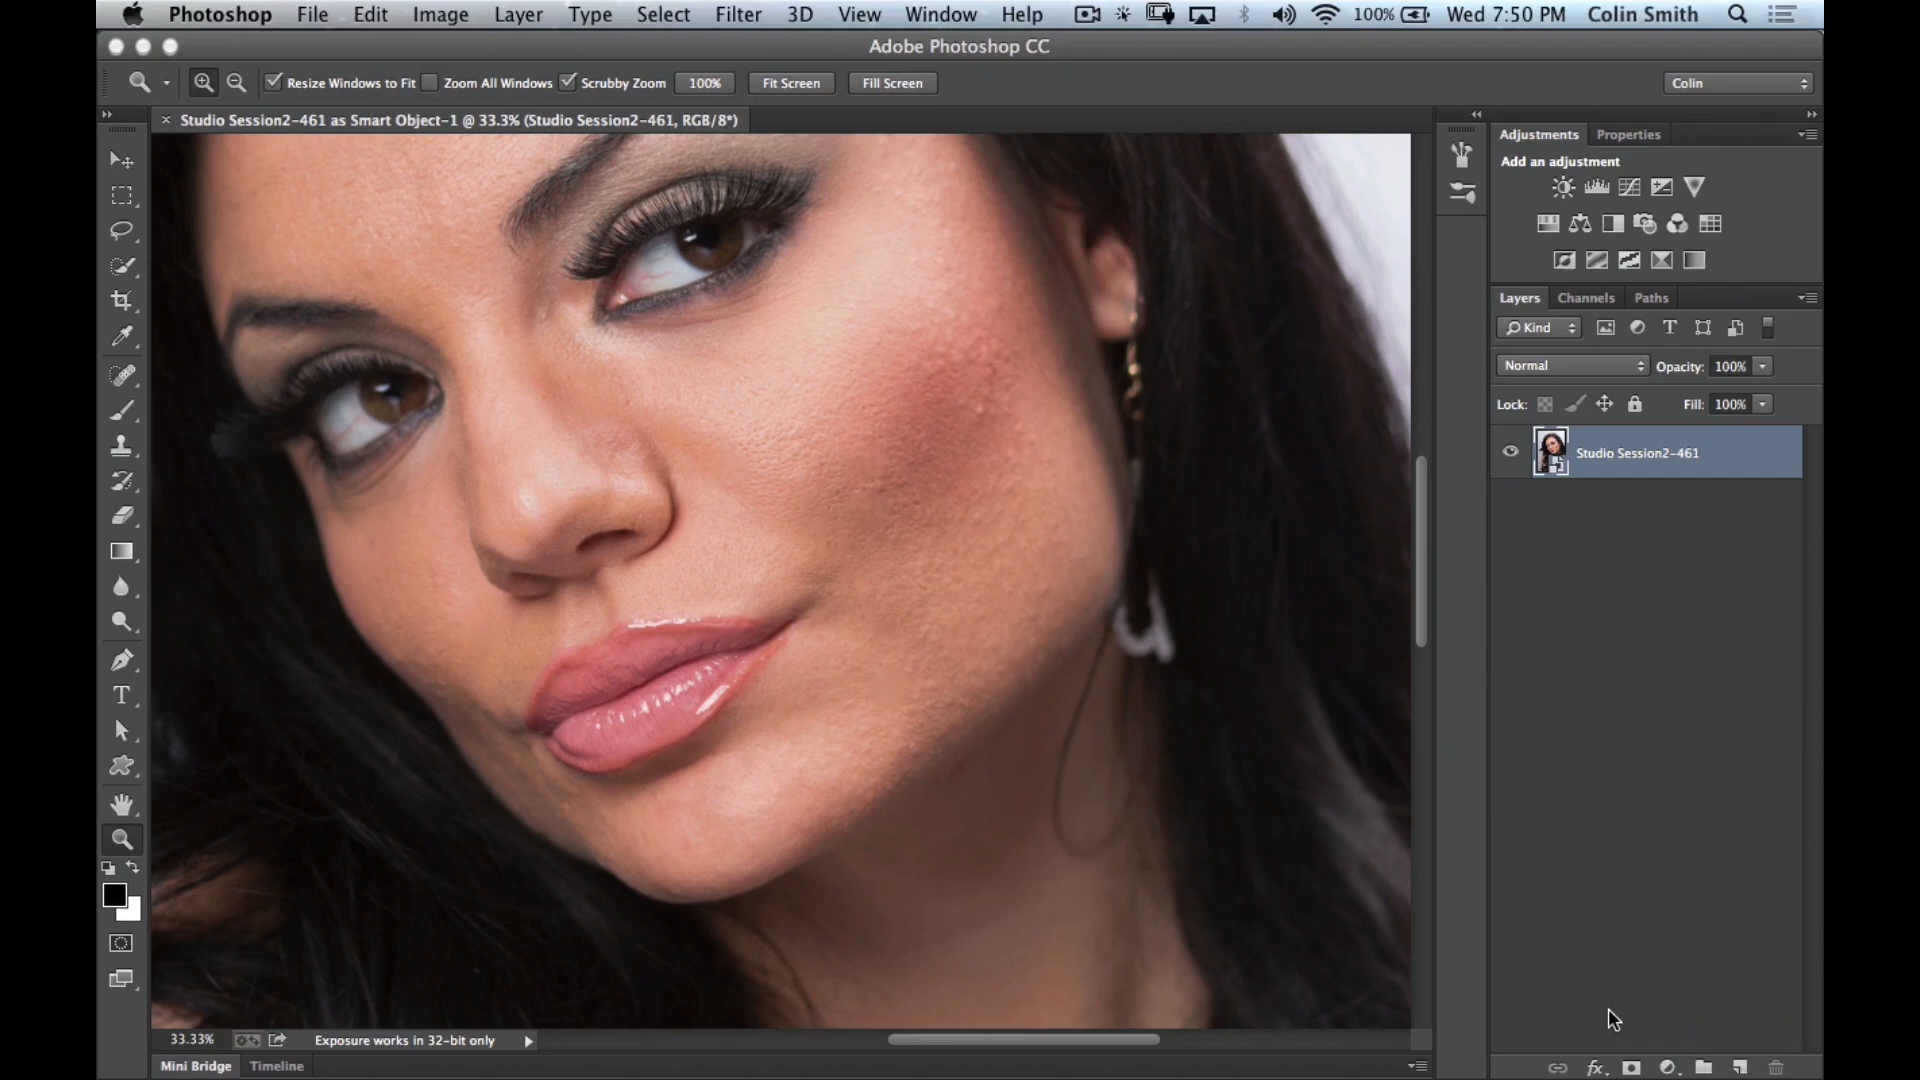 Photoshop File Edit Image Layer Type Select Filter 3D View Window Help 100% Wed 7:50 PM Colin Smith
Adobe Photoshop CC
Resize Windows to Fit Zoom All Windows Scrubby Zoom 100% Fit Screen Fill Screen Colin
Studio Session2-461 as Smart Object-1 @ 33.3% (Studio Session2-461, RGB/8*)
Adjustments Properties
Add an adjustment
Layers Channels Paths
Kind
Normal Opacity: 100%
Lock: Fill: 100%
Studio Session2-461
33.33% Exposure works in 32-bit only
Mini Bridge Timeline